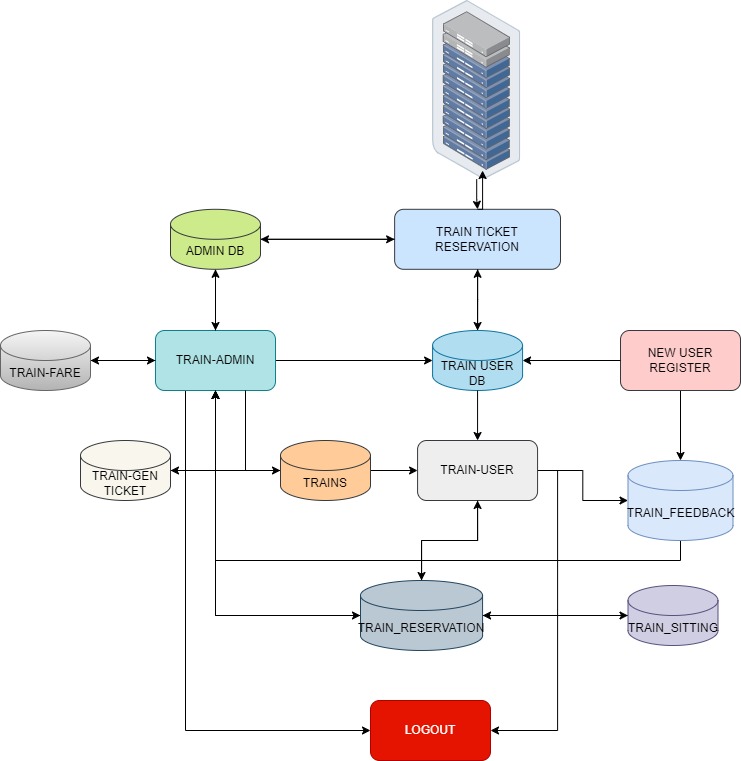 TRAIN TICKET
RESERVATION
ADMIN DB
TRAIN-FARE
TRAIN-ADMIN
TRAIN USER
DB
NEW USER
REGISTER
TRAIN-GEN
TICKET
TRAINS
TRAIN-USER
TRAIN_FEEDBACK
TRAIN_RESERVATION
TRAIN_SITTING
LOGOUT